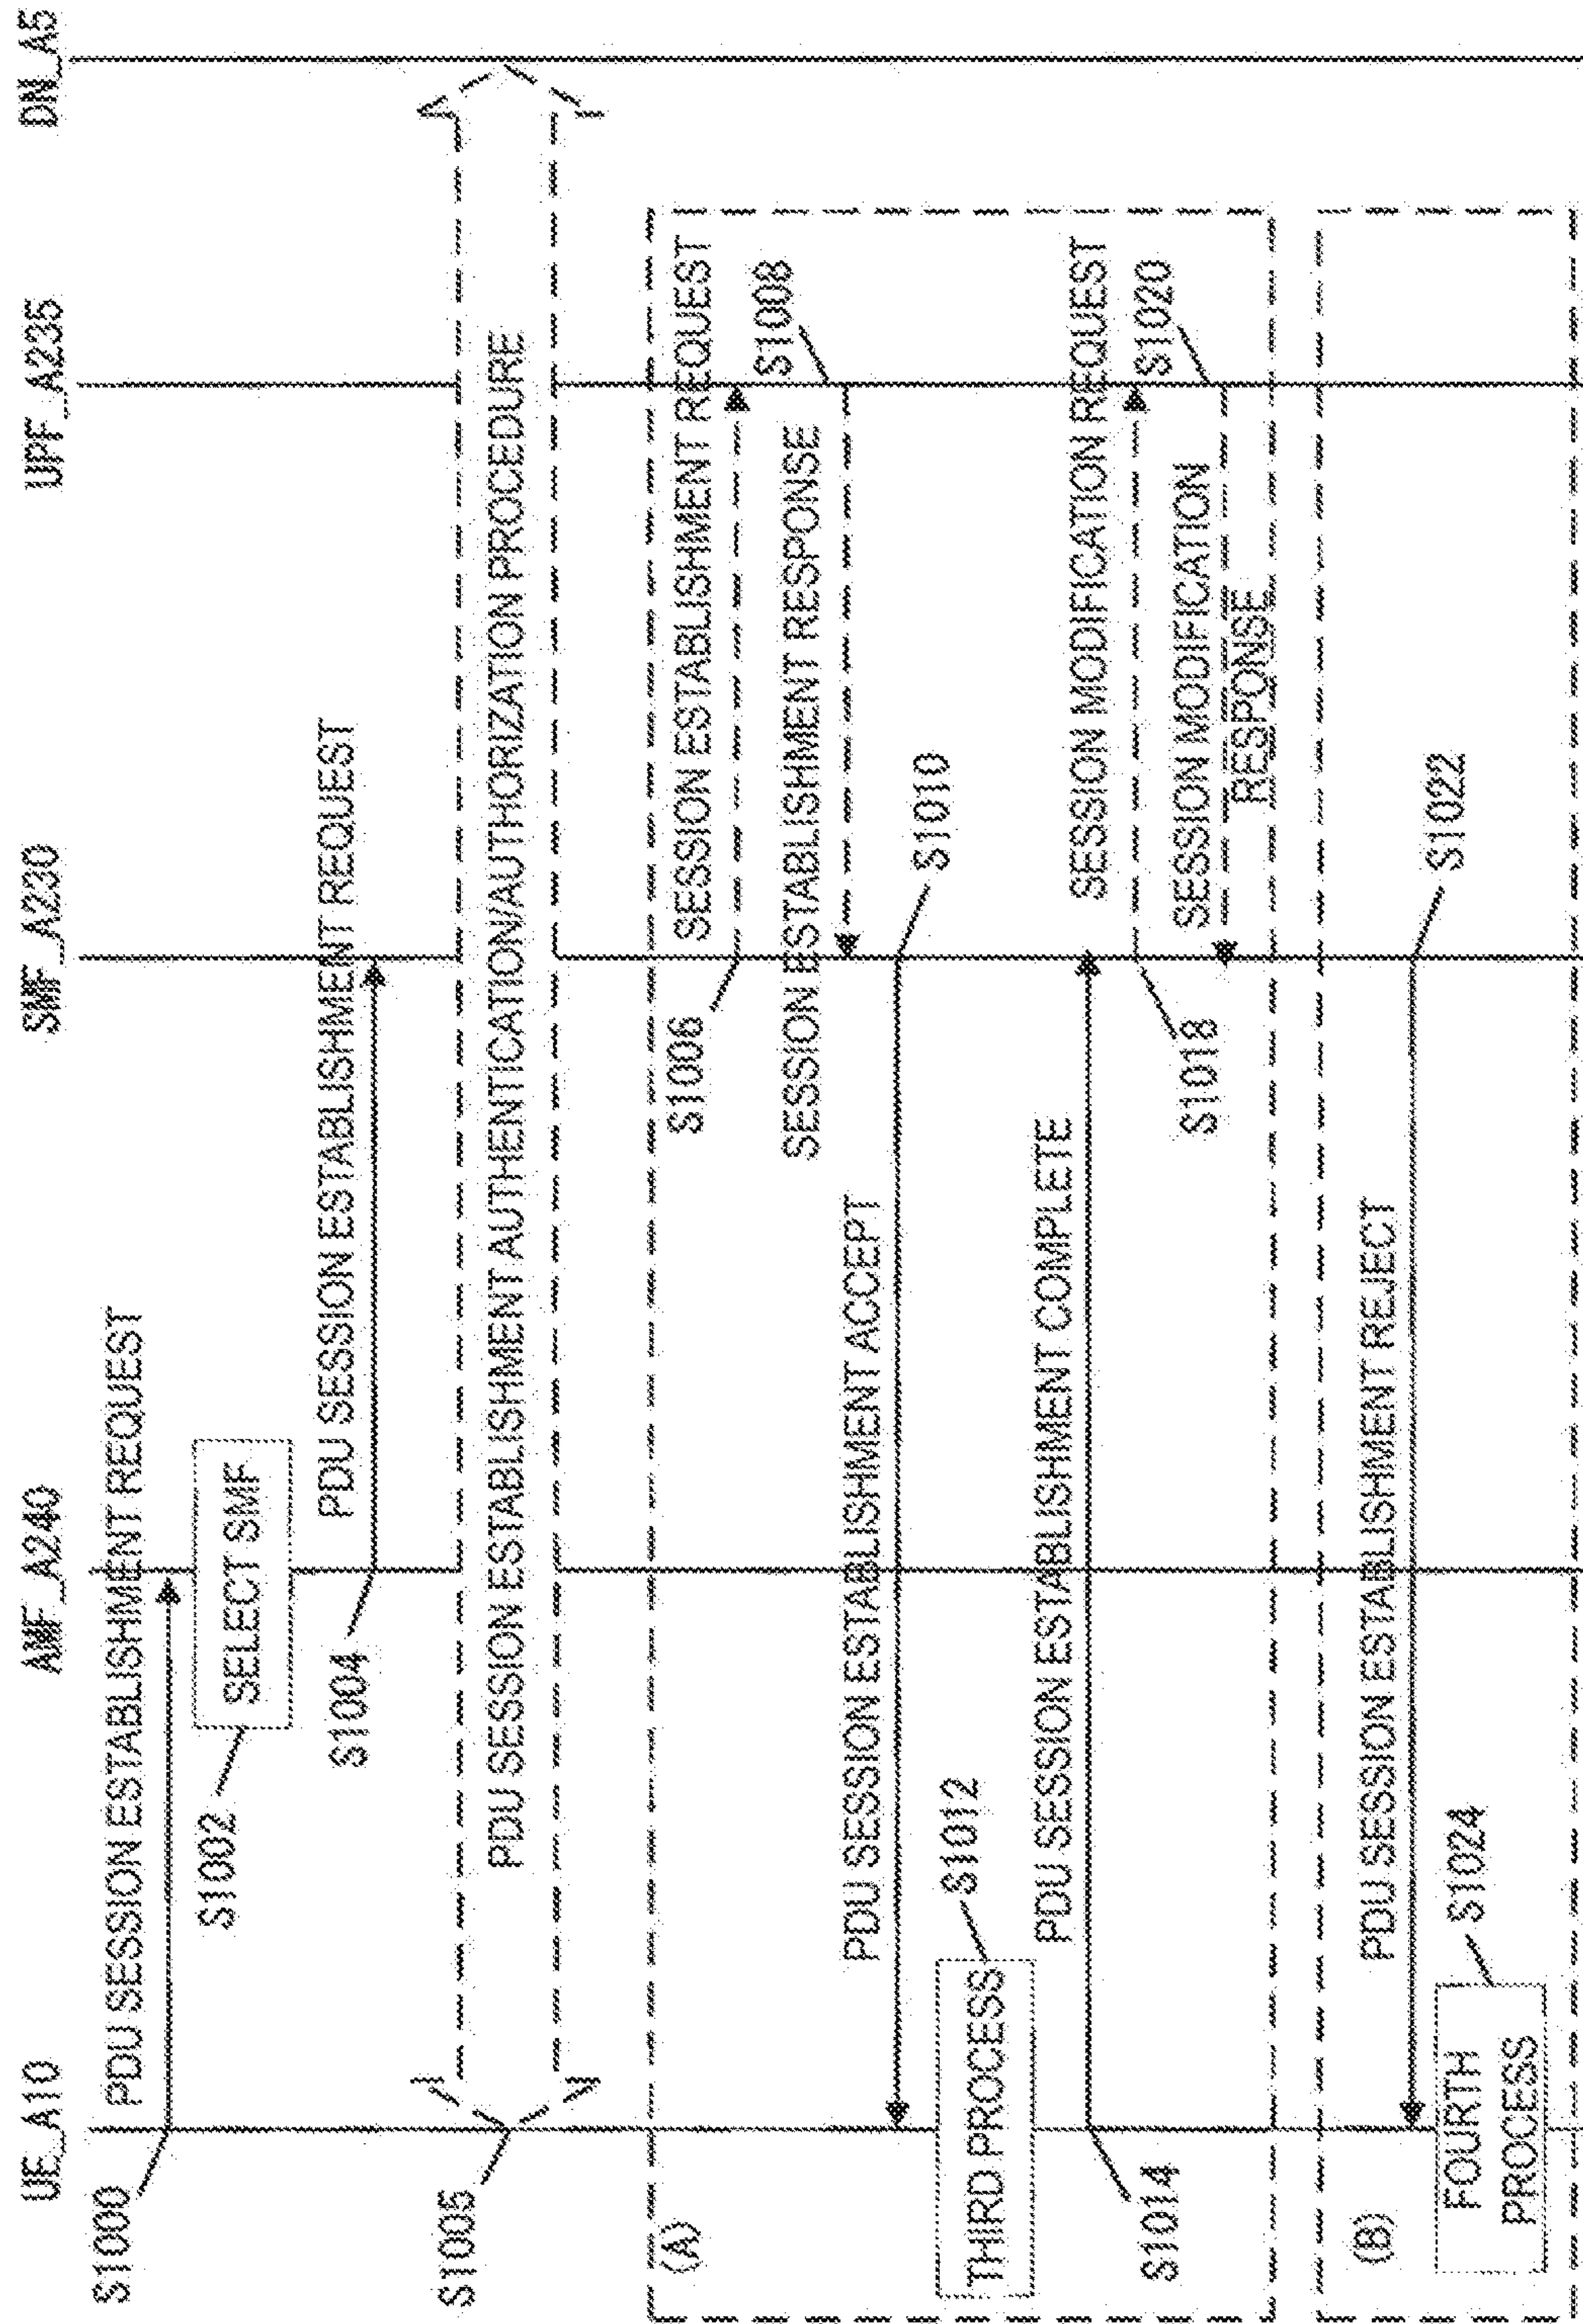 UE_A10
AMF_A240
SMF_A230
UPF_A235
DN_A5
S1000
PDU SESSION ESTABLISHMENT REQUEST
S1002
SELECT SMF
S1004
PDU SESSION ESTABLISHMENT REQUEST
S1005
PDU SESSION ESTABLISHMENT AUTHENTICATION/AUTHORIZATION PROCEDURE
(A)
S1006
SESSION ESTABLISHMENT REQUEST
SESSION ESTABLISHMENT RESPONSE
S1008
PDU SESSION ESTABLISHMENT ACCEPT
S1010
THIRD PROCESS
S1012
PDU SESSION ESTABLISHMENT COMPLETE
S1014
SESSION MODIFICATION REQUEST
S1018
SESSION MODIFICATION
RESPONSE
S1020
(B)
PDU SESSION ESTABLISHMENT REJECT
S1022
FOURTH
PROCESS
S1024